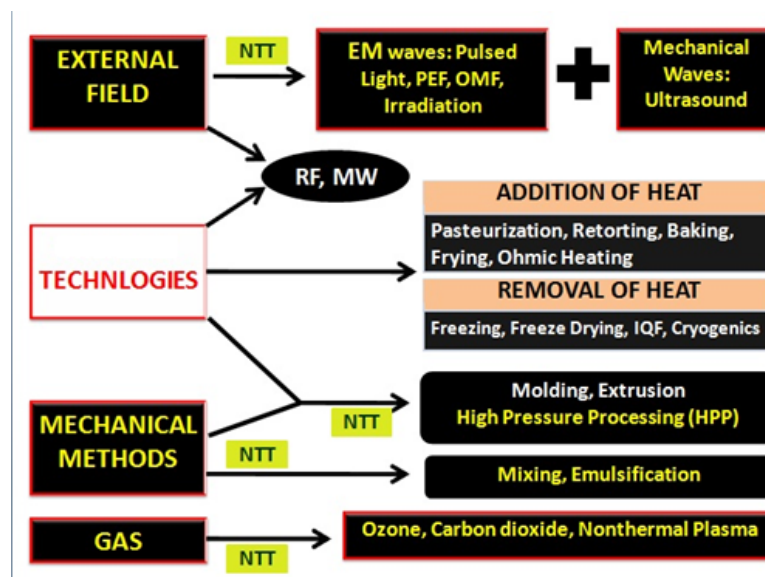 EXTERNAL
FIELD
NTT
EM waves: Pulsed
Light, PEF, OMF,
Irradiation
Mechanical
Waves:
Ultrasound
RF, MW
TECHNLOGIES
ADDITION OF HEAT
Pasteurization, Retorting, Baking,
Frying, Ohmic Heating
REMOVAL OF HEAT
Freezing, Freeze Drying, IQF, Cryogenics
MECHANICAL
METHODS
NTT
Molding, Extrusion
High Pressure Processing (HPP)
NTT
Mixing, Emulsification
GAS
NTT
Ozone, Carbon dioxide, Nonthermal Plasma